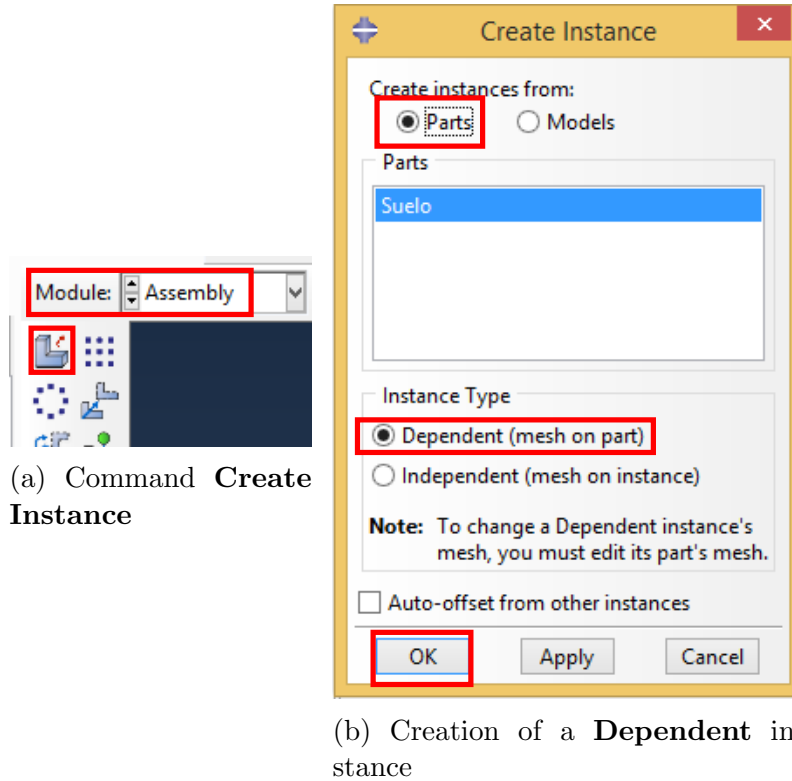 Module: Assembly
(a) Command Create
Instance
Create Instance
Create instances from:
Parts Models
Parts
Suelo
Instance Type
Dependent (mesh on part)
Independent (mesh on instance)
Note: To change a Dependent instance's
mesh, you must edit its part's mesh.
Auto-offset from other instances
OK Apply Cancel
(b) Creation of a Dependent in
stance